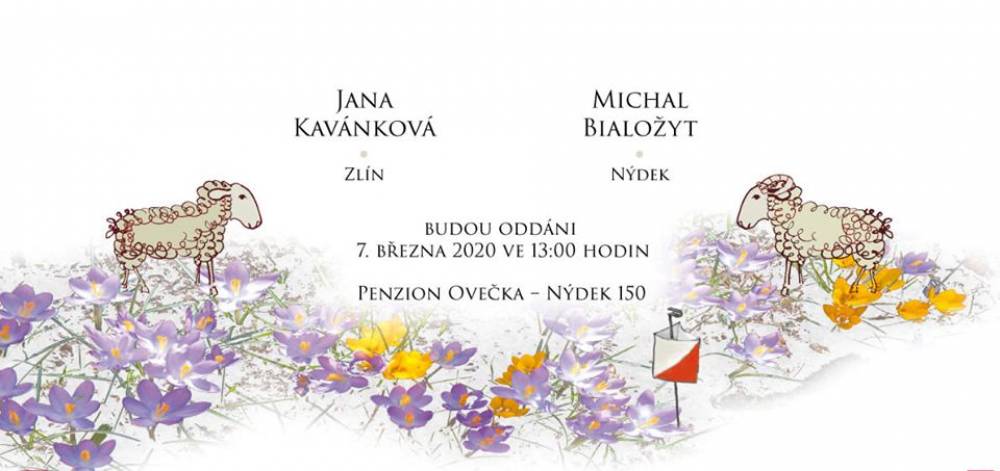 Jana
Kavánková
Zlín
Michal
Bialožyt
Nýdek
budou oddáni
7. března 2020 ve 13:00 hodin
Penzion Ovečka – Nýdek 150